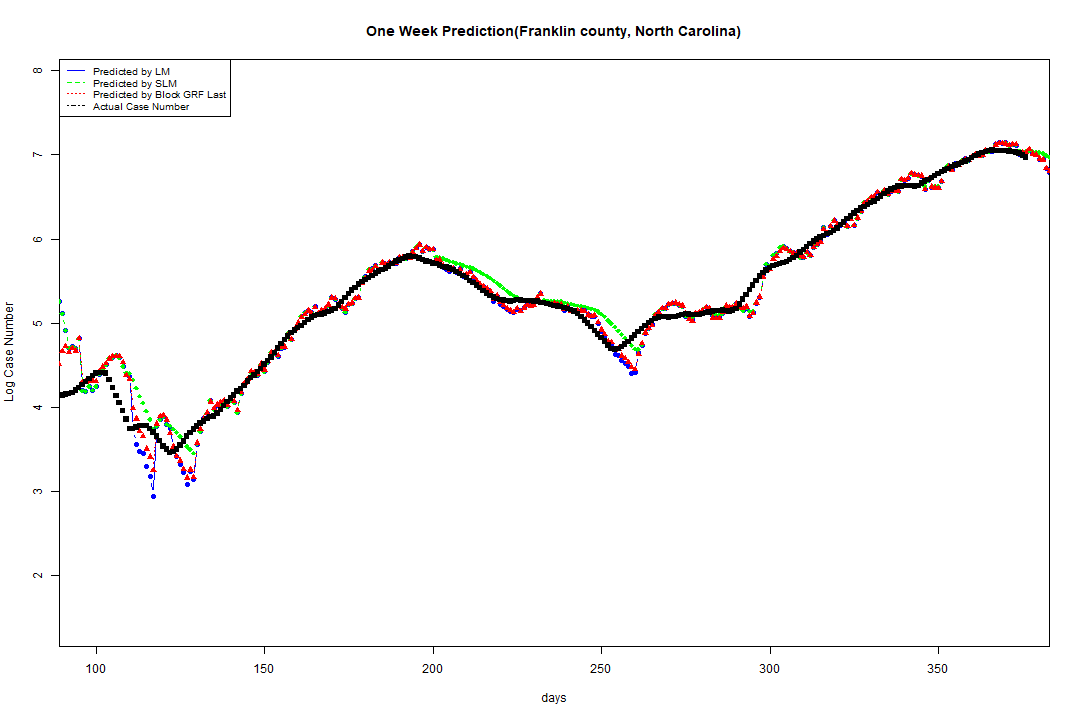 One Week Prediction(Franklin county, North Carolina)
Predicted by LM
Predicted by SLM
Predicted by Block GRF Last
Actual Case Number
Log Case Number
8
7
6
5
4
3
2
100 150 200 250 300 350
days